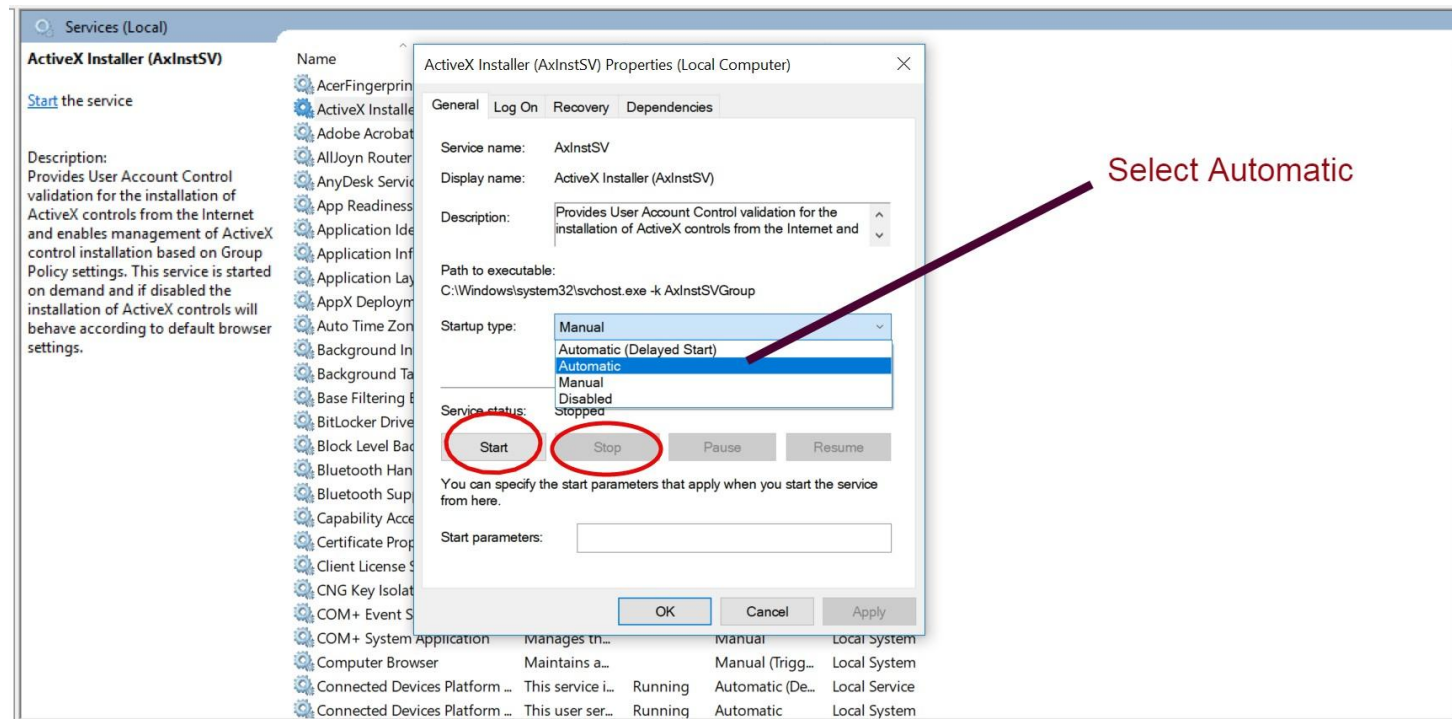 Services (Local)
ActiveX Installer (AxInstSV)
Start the service
Description:
Provides User Account Control
validation for the installation of
ActiveX controls from the Internet
and enables management of ActiveX
control installation based on Group
Policy settings. This service is started
on demand and if disabled the
installation of ActiveX controls will
behave according to default browser
settings.
Name
AcerFingerprin
ActiveX Installe
Adobe Acrobat
AllJoyn Router
AnyDesk Servic
App Readiness
Application Ide
Application Inf
Application Lay
AppX Deploym
Auto Time Zon
Background In
Background Ta
Base Filtering E
BitLocker Drive
Block Level Bac
Bluetooth Han
Bluetooth Sup
Capability Acce
Certificate Prop
Client License S
CNG Key Isolat
COM+ Event S
COM+ System Application Manages th... Manual Local System
Computer Browser Maintains a... Manual (Trigg... Local System
Connected Devices Platform ... This service i... Running Automatic (De... Local Service
Connected Devices Platform ... This user ser... Running Automatic Local System
ActiveX Installer (AxInstSV) Properties (Local Computer)
General Log On Recovery Dependencies
Service name: AxInstSV
Display name: ActiveX Installer (AxInstSV)
Description: Provides User Account Control validation for the
installation of ActiveX controls from the Internet and
Path to executable:
C:\Windows\system32\svchost.exe -k AxInstSVGroup
Startup type: Manual
Automatic (Delayed Start)
Automatic
Manual
Disabled
Service status: Stopped
Start Stop Pause Resume
You can specify the start parameters that apply when you start the service
from here.
Start parameters:
OK Cancel Apply
Select Automatic